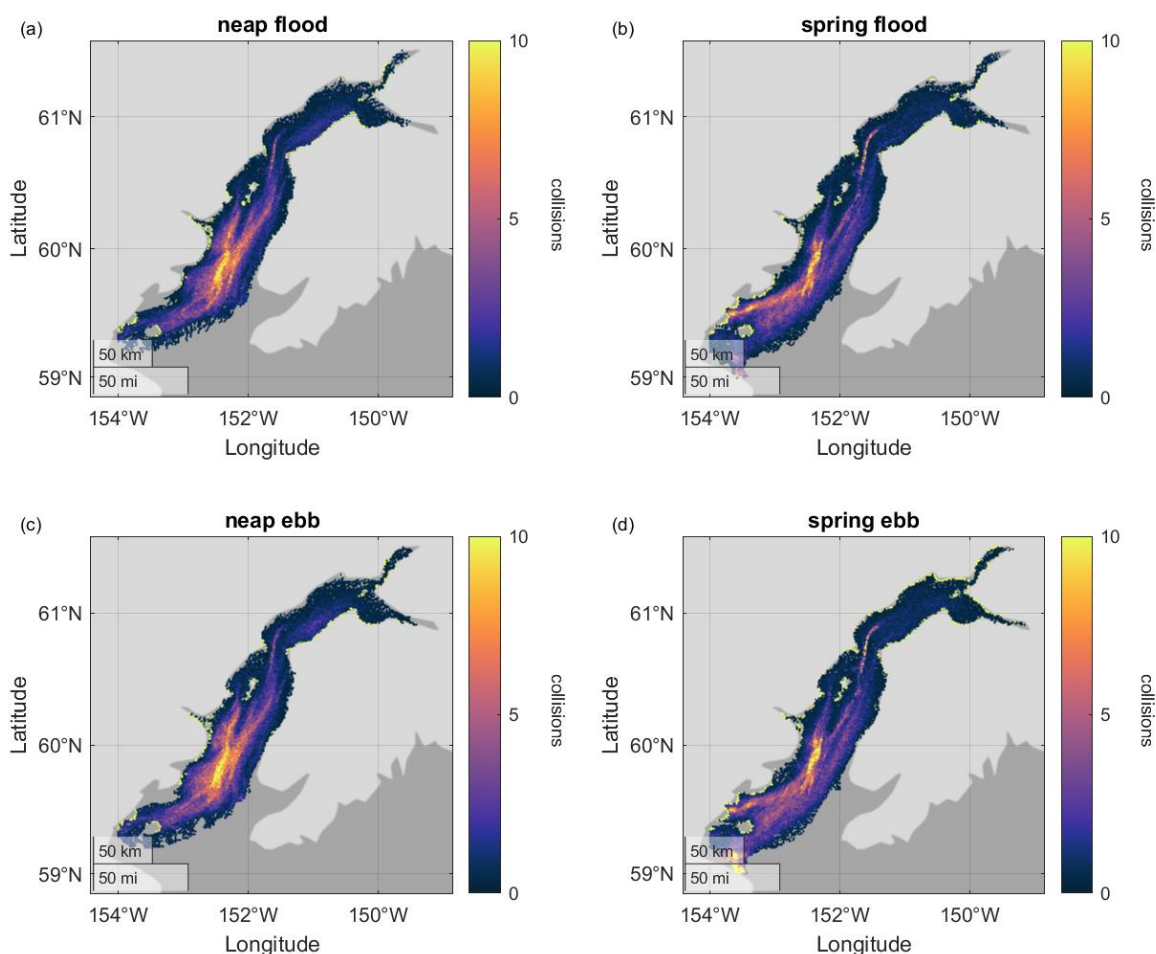 (a)
neap flood
10
61°N
60°N
59°N
Latitude
50 km
50 mi
154°W 152°W 150°W
Longitude
5
0
collisions
(b)
spring flood
10
61°N
60°N
59°N
Latitude
50 km
50 mi
154°W 152°W 150°W
Longitude
5
0
collisions
(c)
neap ebb
10
61°N
60°N
59°N
Latitude
50 km
50 mi
154°W 152°W 150°W
Longitude
5
0
collisions
(d)
spring ebb
10
61°N
60°N
59°N
Latitude
50 km
50 mi
154°W 152°W 150°W
Longitude
5
0
collisions